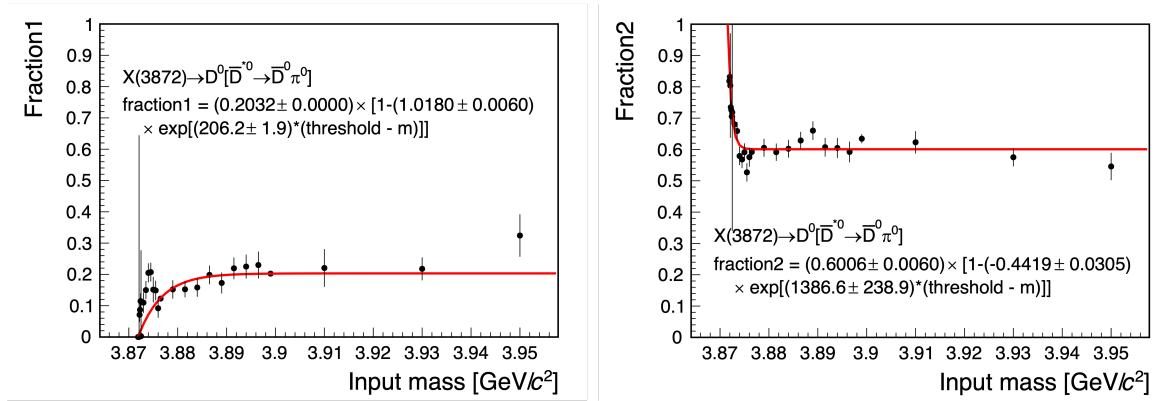 Fraction1
1
0.9
0.8
0.7
0.6
0.5
0.4
0.3
0.2
0.1
0
X(3872)→D⁰[D̅*⁰→D̅⁰π⁰]
fraction1 = (0.2032± 0.0000)× [1-(1.0180 ± 0.0060)
× exp[(206.2± 1.9)*(threshold - m)]]
3.87 3.88 3.89 3.9 3.91 3.92 3.93 3.94 3.95
Input mass [GeV/c²]
Fraction2
1
0.9
0.8
0.7
0.6
0.5
0.4
0.3
0.2
0.1
0
X(3872)→D⁰[D̅*⁰→D̅⁰π⁰]
fraction2 = (0.6006± 0.0060)× [1-(-0.4419 ± 0.0305)
× exp[(1386.6± 238.9)*(threshold - m)]]
3.87 3.88 3.89 3.9 3.91 3.92 3.93 3.94 3.95
Input mass [GeV/c²]